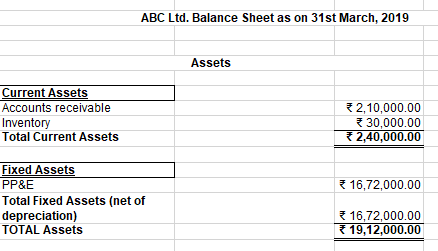 ABC Ltd. Balance Sheet as on 31st March, 2019
Assets
Current Assets
Accounts receivable ₹ 2,10,000.00
Inventory ₹ 30,000.00
Total Current Assets ₹ 2,40,000.00
Fixed Assets
PP&E ₹ 16,72,000.00
Total Fixed Assets (net of
depreciation) ₹ 16,72,000.00
TOTAL Assets ₹ 19,12,000.00